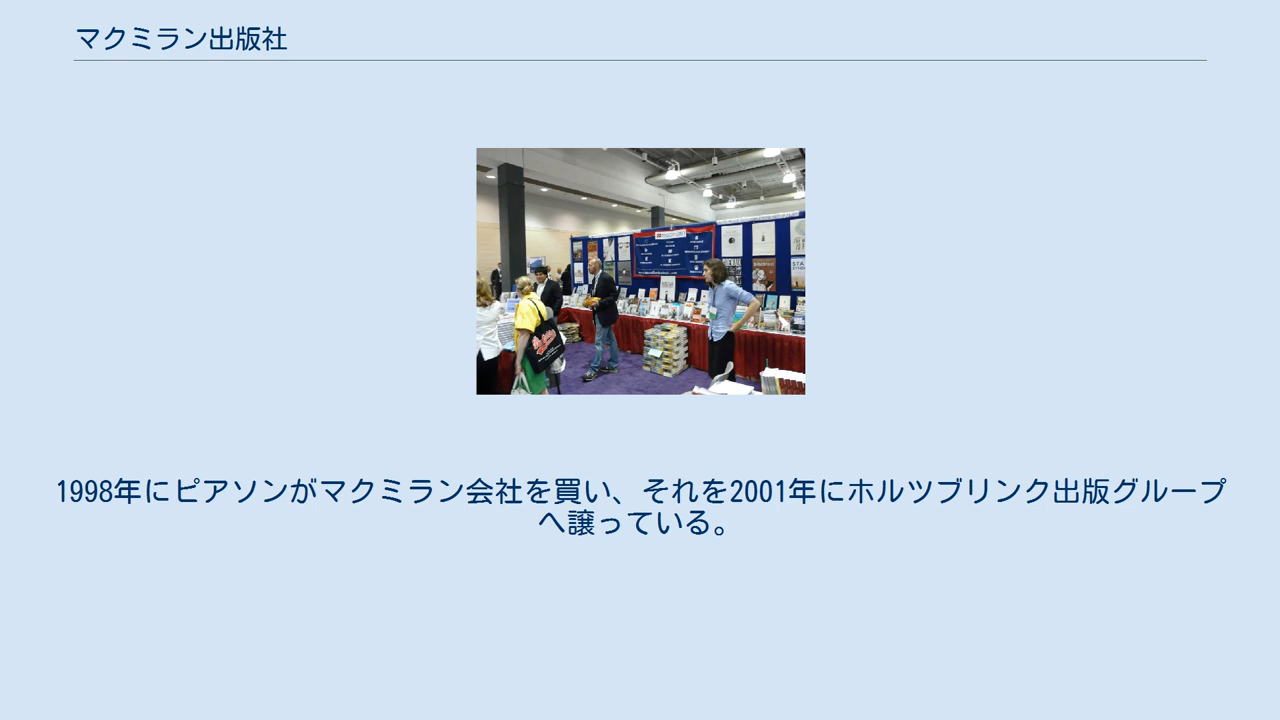 マクミラン出版社
1998年にピアソンがマクミラン会社を買い、それを2001年にホルツブリンク出版グループ
へ譲っている。